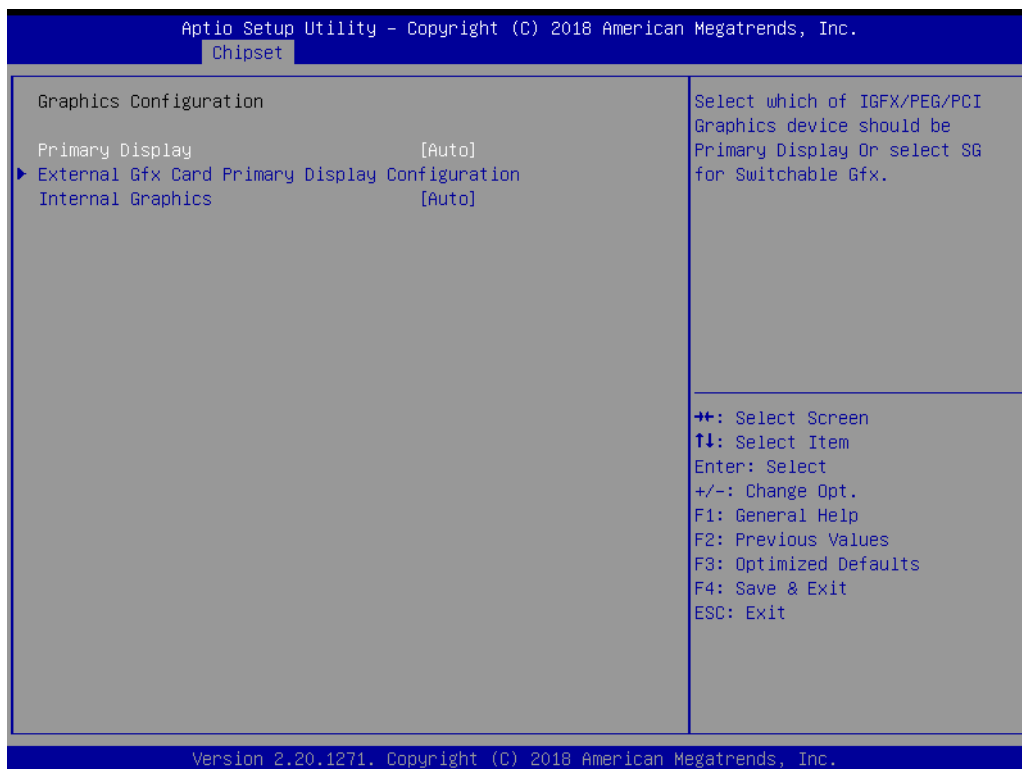 Aptio Setup Utility – Copyright (C) 2018 American Megatrends, Inc.
Chipset
Graphics Configuration
Primary Display [Auto]
External Gfx Card Primary Display Configuration
Internal Graphics [Auto]
Select which of IGFX/PEG/PCI
Graphics device should be
Primary Display Or select SG
for Switchable Gfx.
→←: Select Screen
↑↓: Select Item
Enter: Select
+/-: Change Opt.
F1: General Help
F2: Previous Values
F3: Optimized Defaults
F4: Save & Exit
ESC: Exit
Version 2.20.1271. Copyright (C) 2018 American Megatrends, Inc.